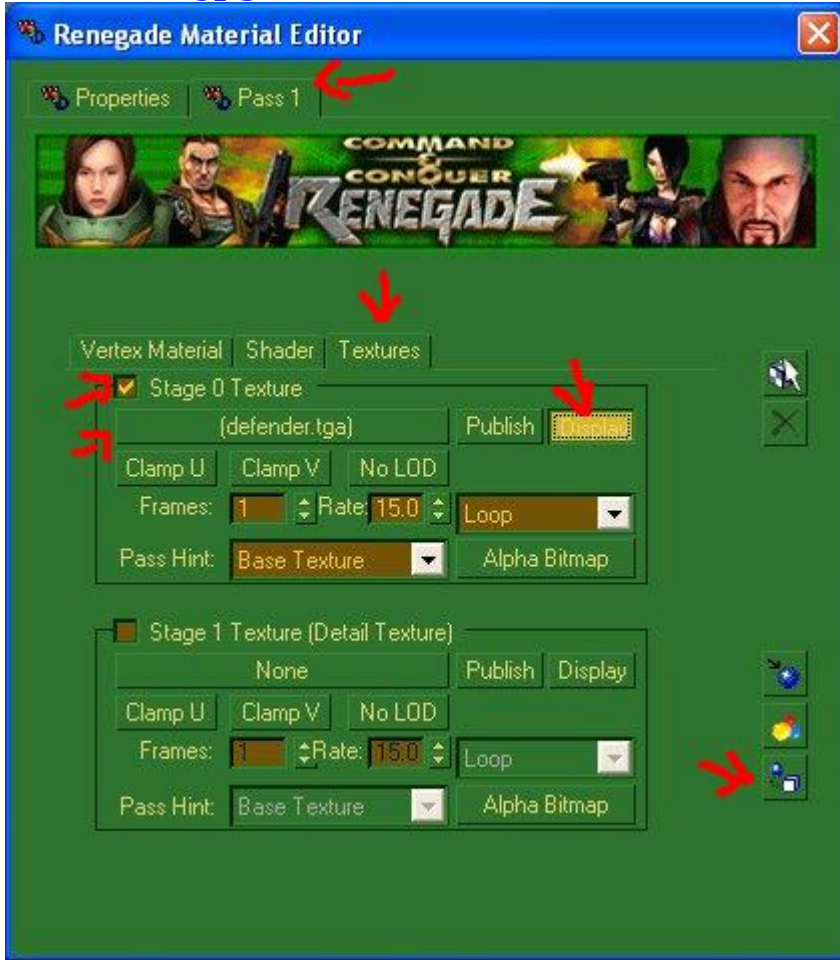 Renegade Material Editor
Properties Pass 1
COMMAND
CONQUER
RENEGADE
Vertex Material Shader Textures
Stage 0 Texture
(defender.tga) Publish Display
Clamp U Clamp V No LOD
Frames: 1 Rate: 15.0 Loop
Pass Hint: Base Texture Alpha Bitmap
Stage 1 Texture (Detail Texture)
None Publish Display
Clamp U Clamp V No LOD
Frames: 1 Rate: 15.0 Loop
Pass Hint: Base Texture Alpha Bitmap